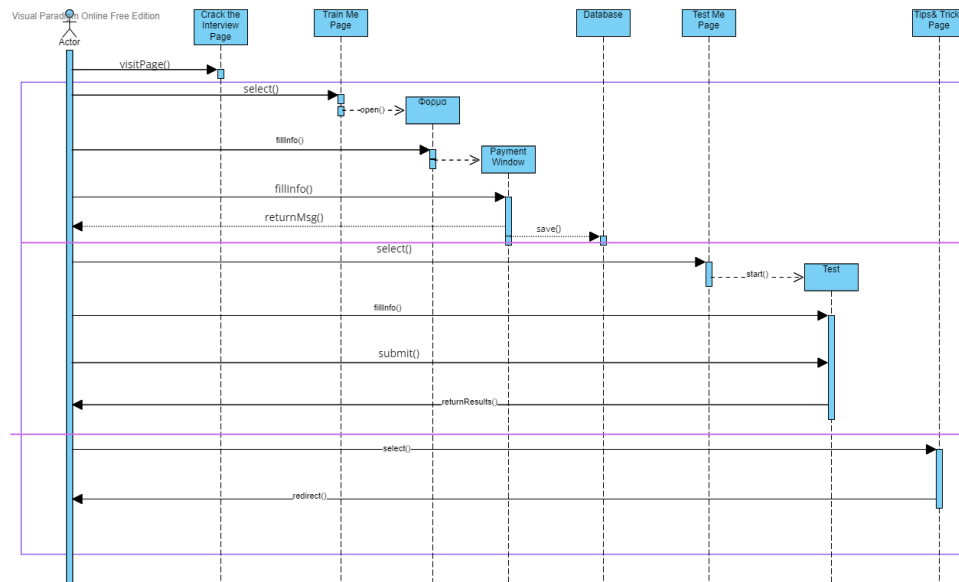 Visual Paradigm Online Free Edition
Actor
Crack the
Interview
Page
Train Me
Page
Database
Test Me
Page
Tips& Trick
Page
visitPage()
select()
open()
Φορμα
fillInfo()
Payment
Window
fillInfo()
returnMsg()
save()
select()
start()
Test
fillInfo()
submit()
returnResults()
select()
redirect()